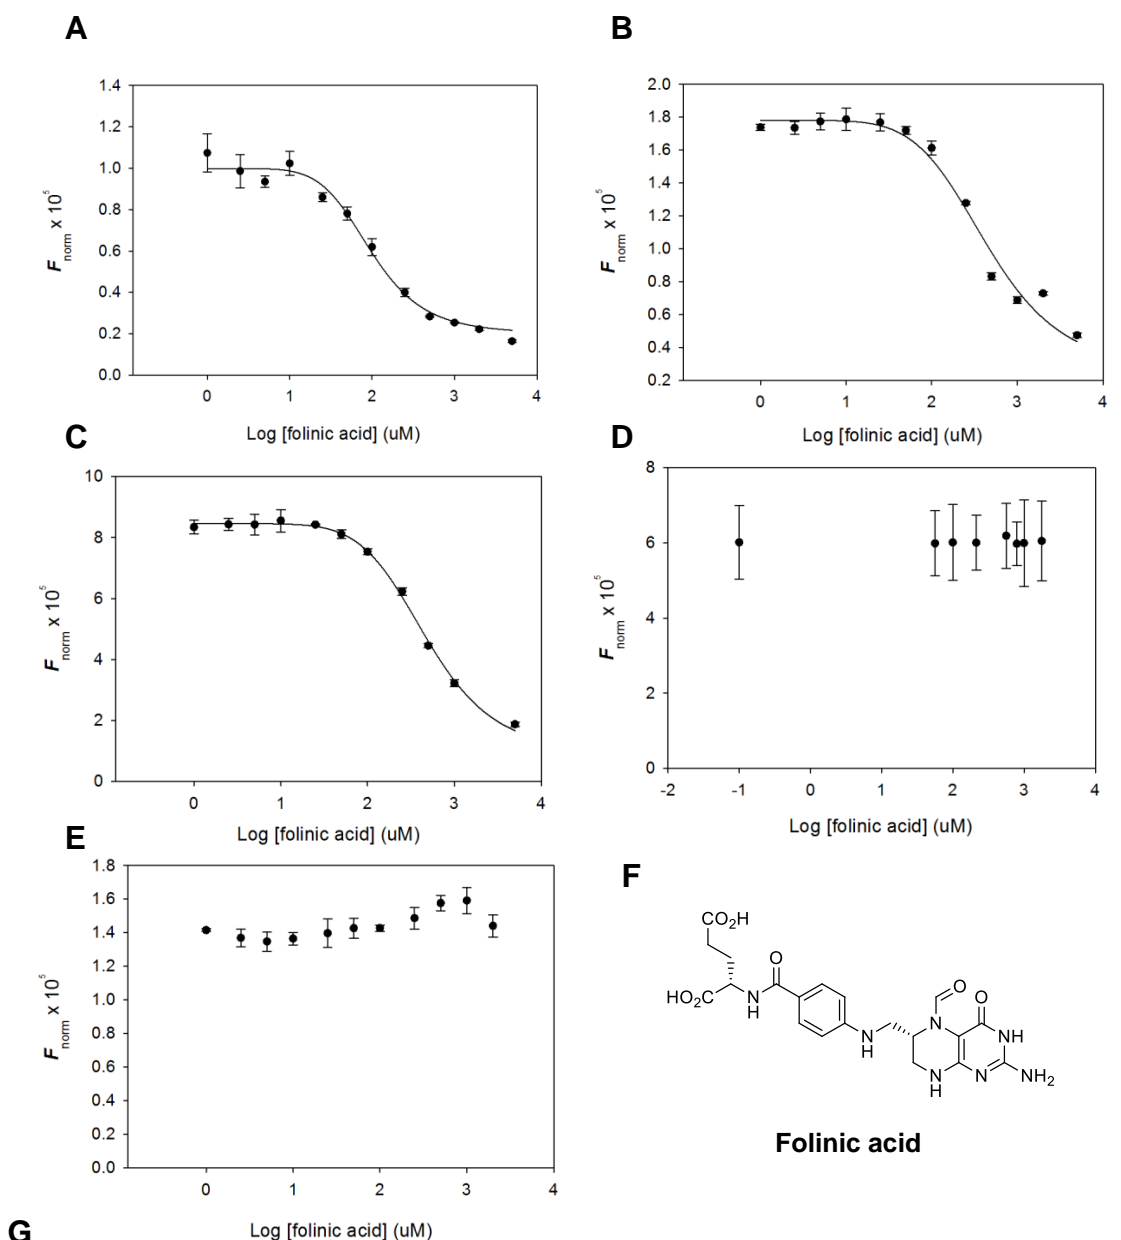 A
1.4
1.2
1.0
0.8
0.6
0.4
0.2
0.0
0 1 2 3 4
Fnorm x 10^5
Log [folinic acid] (uM)
B
2.0
1.8
1.6
1.4
1.2
1.0
0.8
0.6
0.4
0.2
0 1 2 3 4
Fnorm x 10^5
Log [folinic acid] (uM)
C
10
8
6
4
2
0
0 1 2 3 4
Fnorm x 10^5
Log [folinic acid] (uM)
D
8
6
4
2
0
-2 -1 0 1 2 3 4
Fnorm x 10^5
Log [folinic acid] (uM)
E
1.8
1.6
1.4
1.2
1.0
0.8
0.6
0.4
0.2
0.0
0 1 2 3 4
Fnorm x 10^5
Log [folinic acid] (uM)
F
CO2H
O
HO2C
N
H
N
H
O
N
O
NH
N
H
N
NH2
Folinic acid
G